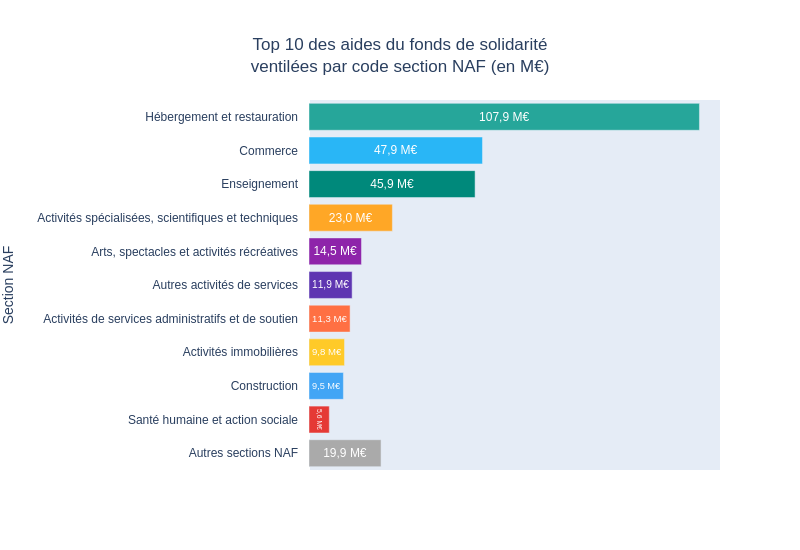 Top 10 des aides du fonds de solidarité
ventilées par code section NAF (en M€)
Section NAF
Hébergement et restauration 107,9 M€
Commerce 47,9 M€
Enseignement 45,9 M€
Activités spécialisées, scientifiques et techniques 23,0 M€
Arts, spectacles et activités récréatives 14,5 M€
Autres activités de services 11,9 M€
Activités de services administratifs et de soutien 11,3 M€
Activités immobilières 9,8 M€
Construction 9,5 M€
Santé humaine et action sociale 5,6 M€
Autres sections NAF 19,9 M€